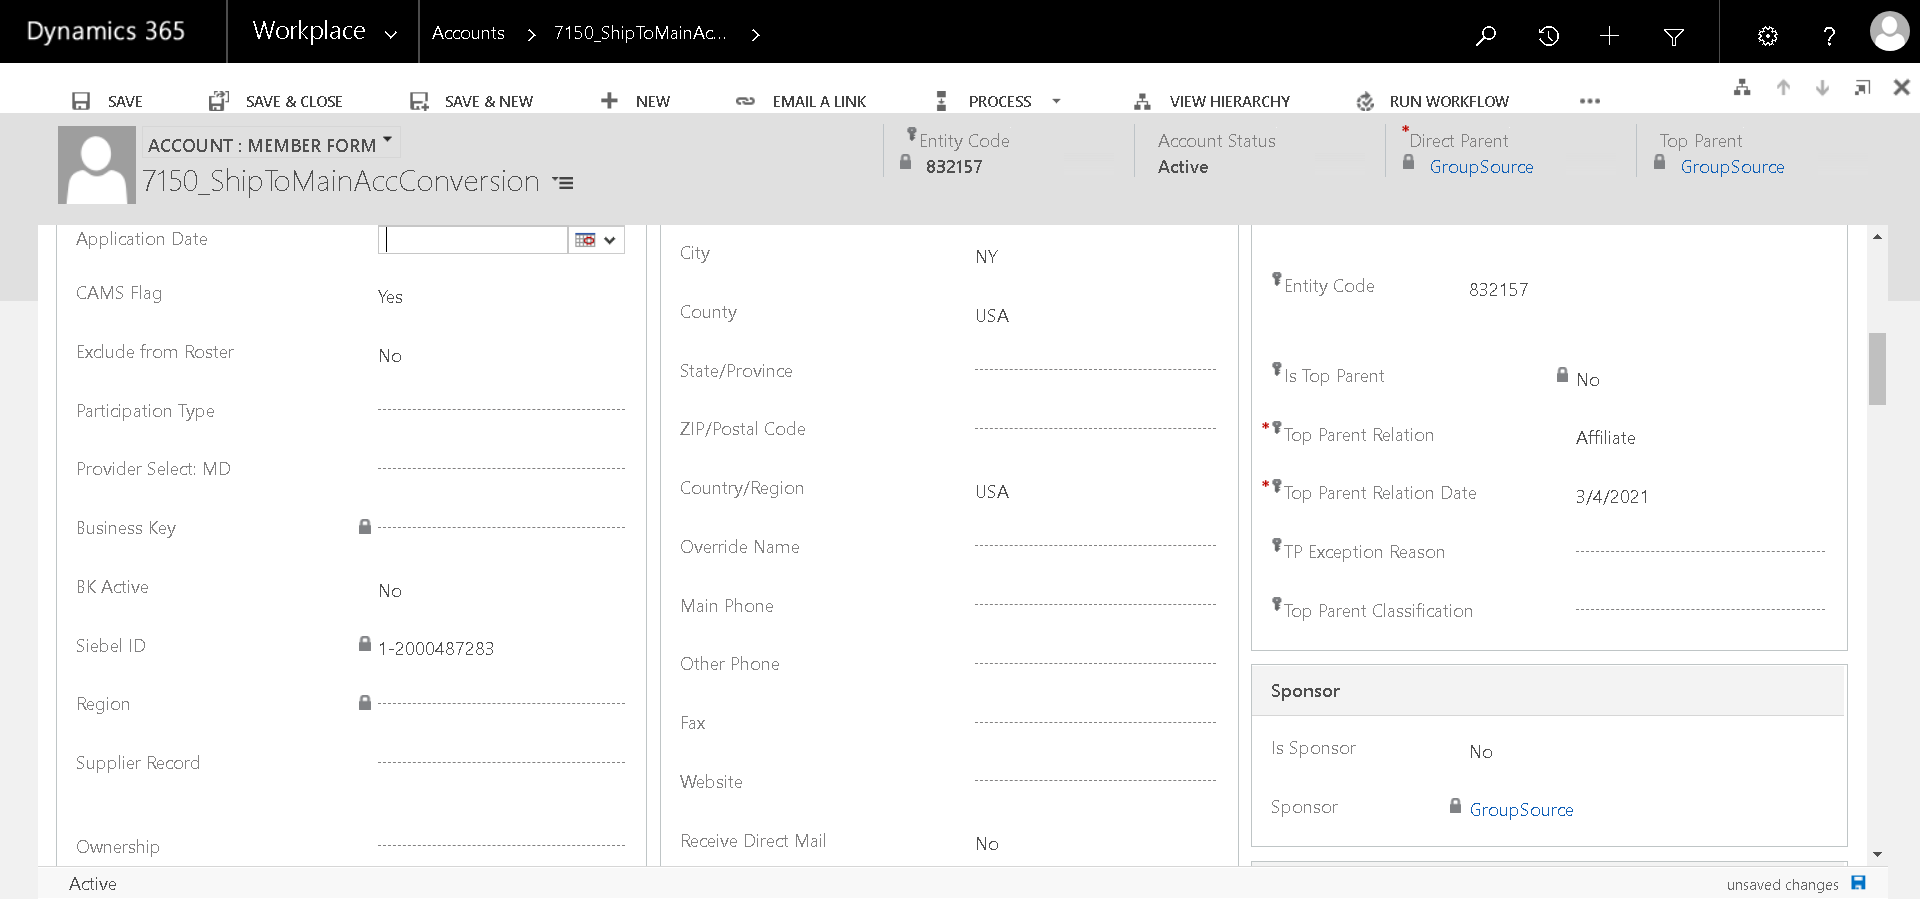 Dynamics 365
Workplace
Accounts
7150_ShipToMainAc...
SAVE
SAVE & CLOSE
SAVE & NEW
NEW
EMAIL A LINK
PROCESS
VIEW HIERARCHY
RUN WORKFLOW
ACCOUNT : MEMBER FORM
7150_ShipToMainAccConversion
Entity Code
832157
Account Status
Active
*Direct Parent
GroupSource
Top Parent
GroupSource
Application Date
CAMS Flag Yes
Exclude from Roster No
Participation Type
Provider Select: MD
Business Key
BK Active No
Siebel ID 1-2000487283
Region
Supplier Record
Ownership
City NY
County USA
State/Province
ZIP/Postal Code
Country/Region USA
Override Name
Main Phone
Other Phone
Fax
Website
Receive Direct Mail No
Entity Code 832157
Is Top Parent No
*Top Parent Relation Affiliate
*Top Parent Relation Date 3/4/2021
TP Exception Reason
Top Parent Classification
Sponsor
Is Sponsor No
Sponsor GroupSource
Active
unsaved changes